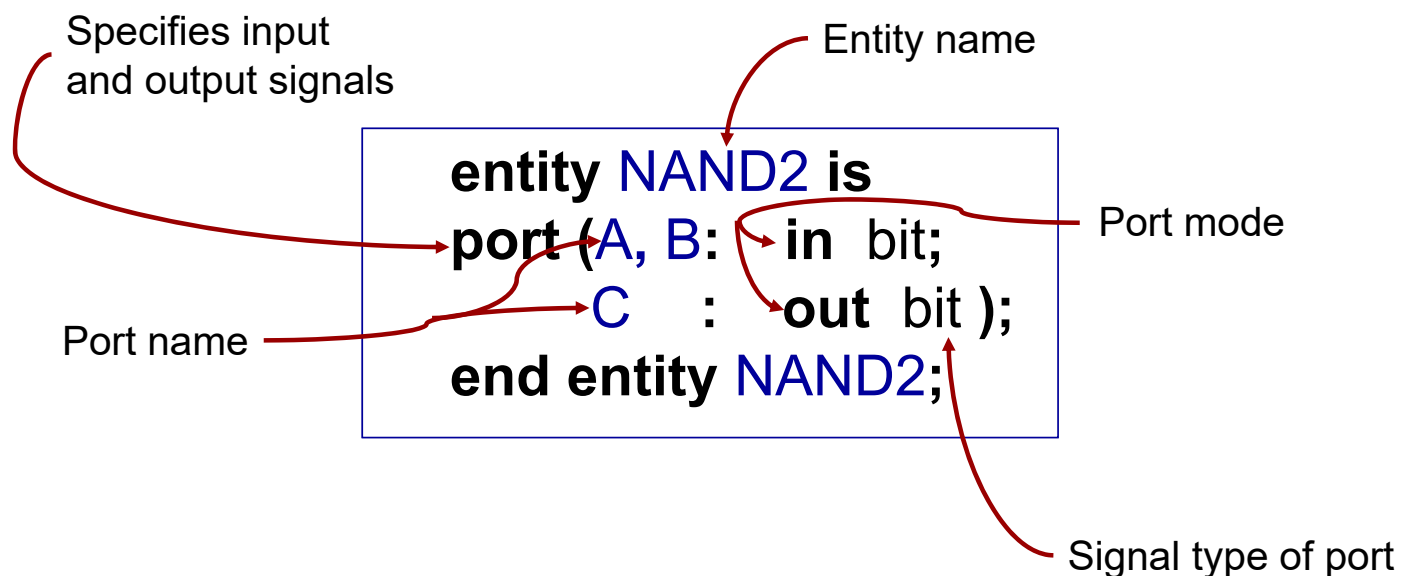 Specifies input
and output signals
Entity name
entity NAND2 is
port (A, B: in bit;
C : out bit );
end entity NAND2;
Port mode
Port name
Signal type of port